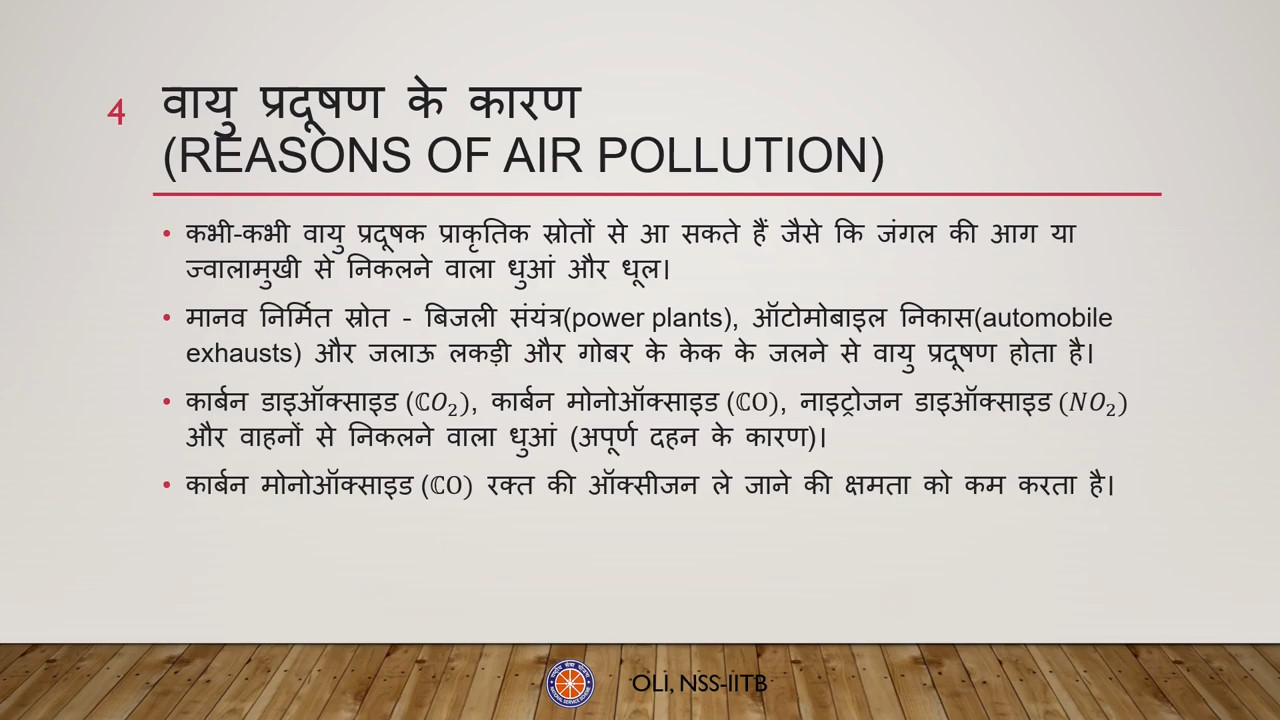 4
वायु प्रदूषण के कारण
(REASONS OF AIR POLLUTION)
• कभी-कभी वायु प्रदूषक प्राकृतिक स्रोतों से आ सकते हैं जैसे कि जंगल की आग या
ज्वालामुखी से निकलने वाला धुआं और धूल।
• मानव निर्मित स्रोत - बिजली संयंत्र(power plants), ऑटोमोबाइल निकास(automobile
exhausts) और जलाऊ लकड़ी और गोबर के केक के जलने से वायु प्रदूषण होता है।
• कार्बन डाइऑक्साइड (ℂ𝑂₂), कार्बन मोनोऑक्साइड (ℂO), नाइट्रोजन डाइऑक्साइड (𝑁𝑂₂)
और वाहनों से निकलने वाला धुआं (अपूर्ण दहन के कारण)।
• कार्बन मोनोऑक्साइड (ℂO) रक्त की ऑक्सीजन ले जाने की क्षमता को कम करता है।
OLI, NSS-IITB